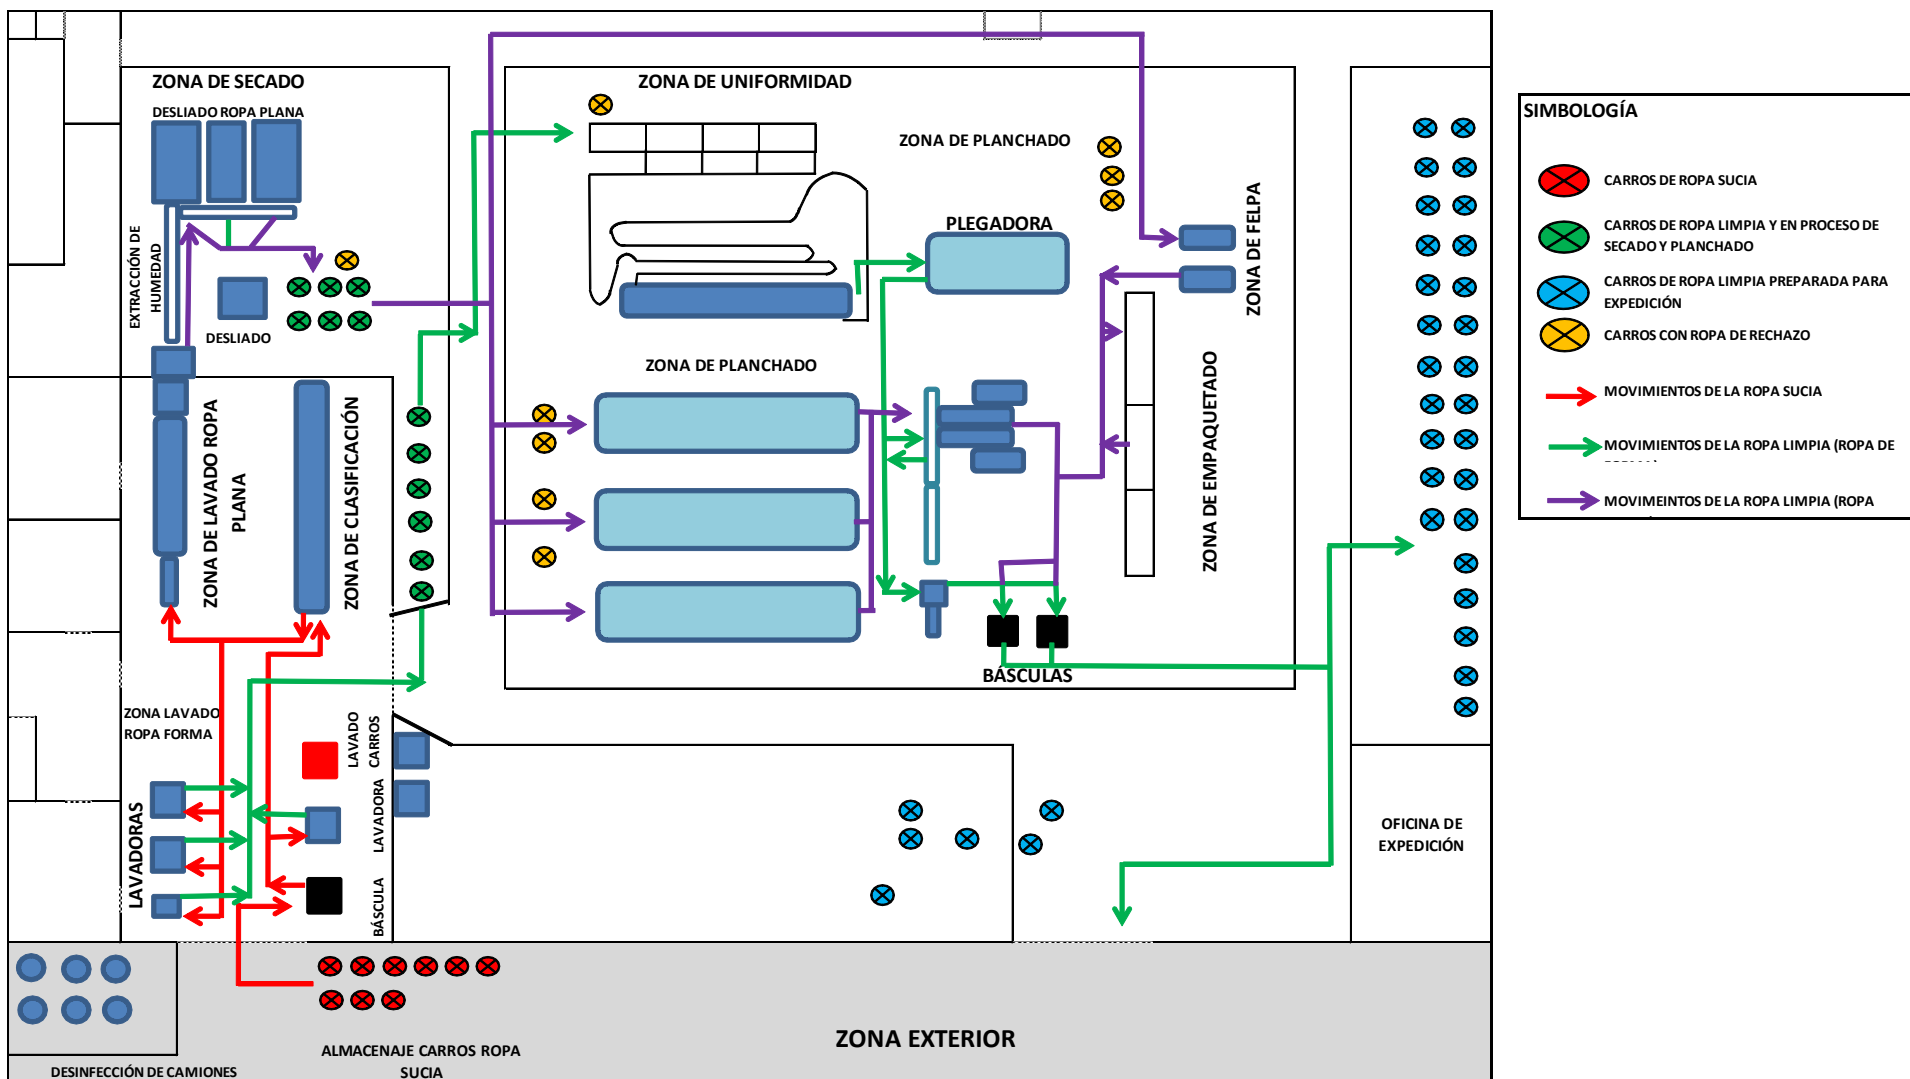 ZONA DE SECADO
DESLIADO ROPA PLANA
EXTRACCIÓN DE
HUMEDAD
DESLIADO
ZONA DE UNIFORMIDAD
ZONA DE PLANCHADO
PLEGADORA
ZONA DE FELPA
ZONA DE PLANCHADO
ZONA DE EMPAQUETADO
BÁSCULAS
ZONA DE LAVADO ROPA
PLANA
ZONA DE CLASIFICACIÓN
ZONA LAVADO
ROPA FORMA
LAVADO
CARROS
LAVADORAS
LAVADORA
BÁSCULA
OFICINA DE
EXPEDICIÓN
ZONA EXTERIOR
ALMACENAJE CARROS ROPA
SUCIA
DESINFECCIÓN DE CAMIONES
SIMBOLOGÍA
CARROS DE ROPA SUCIA
CARROS DE ROPA LIMPIA Y EN PROCESO DE
SECADO Y PLANCHADO
CARROS DE ROPA LIMPIA PREPARADA PARA
EXPEDICIÓN
CARROS CON ROPA DE RECHAZO
MOVIMIENTOS DE LA ROPA SUCIA
MOVIMIENTOS DE LA ROPA LIMPIA (ROPA DE
MOVIMEINTOS DE LA ROPA LIMPIA (ROPA